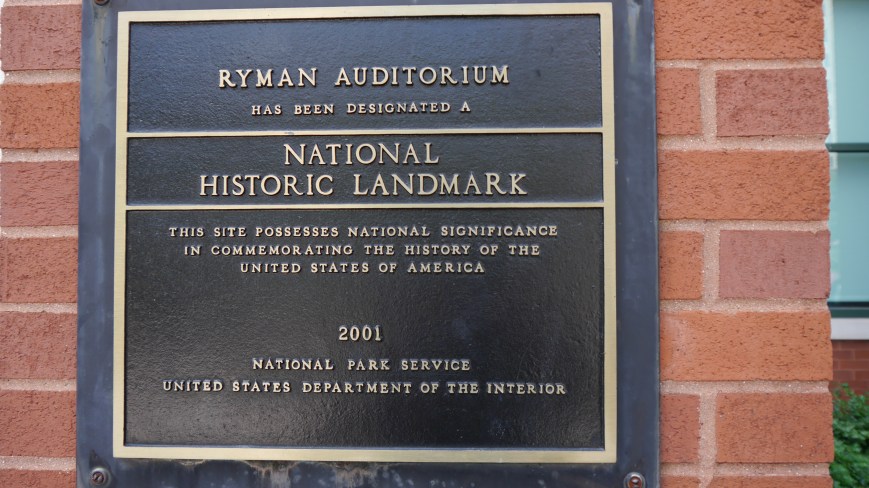 RYMAN AUDITORIUM
HAS BEEN DESIGNATED A
NATIONAL
HISTORIC LANDMARK
THIS SITE POSSESSES NATIONAL SIGNIFICANCE
IN COMMEMORATING THE HISTORY OF THE
UNITED STATES OF AMERICA
2001
NATIONAL PARK SERVICE
UNITED STATES DEPARTMENT OF THE INTERIOR